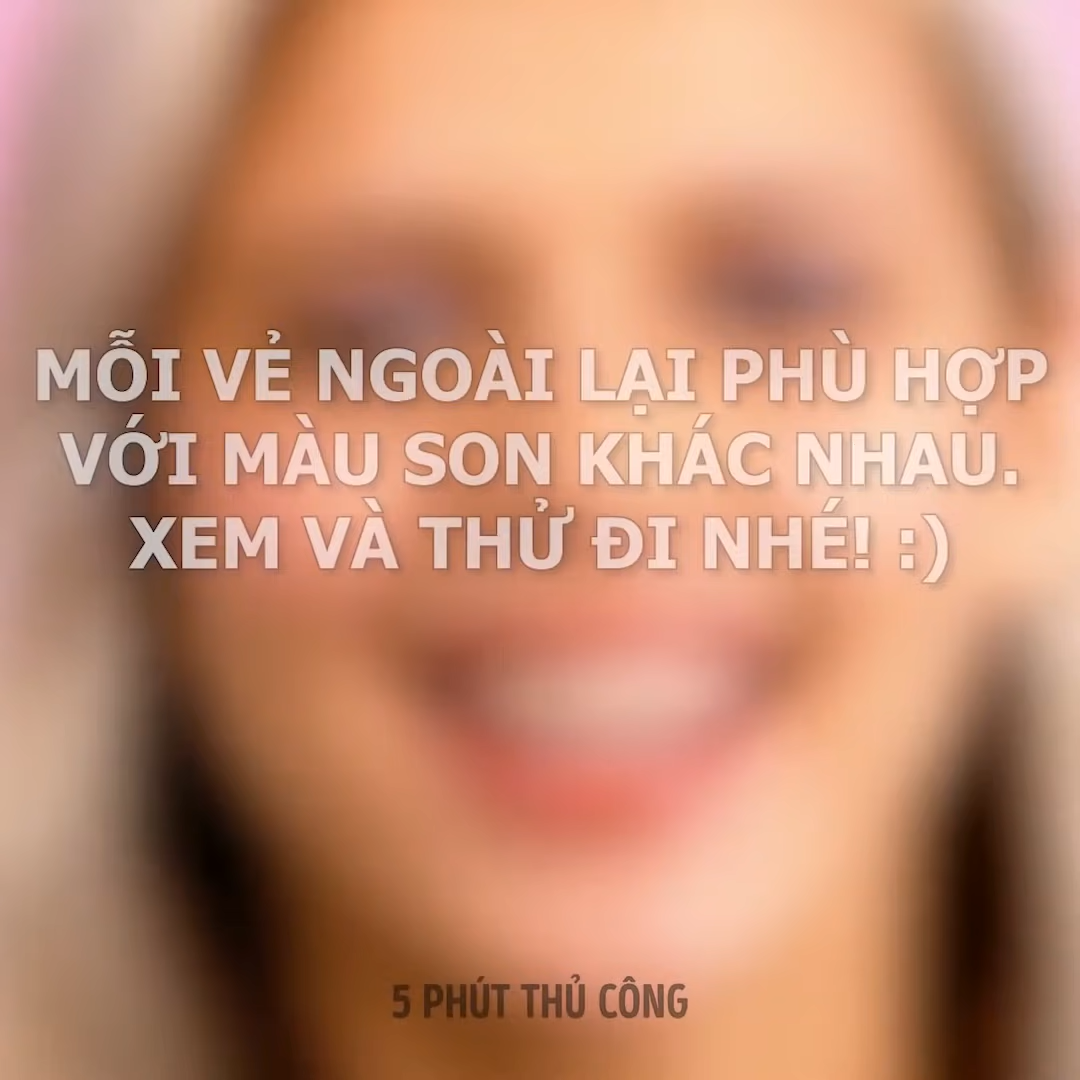 MỖI VẺ NGOÀI LẠI PHÙ HỢP
VỚI MÀU SON KHÁC NHAU.
XEM VÀ THỬ ĐI NHÉ! :)
5 PHÚT THỦ CÔNG